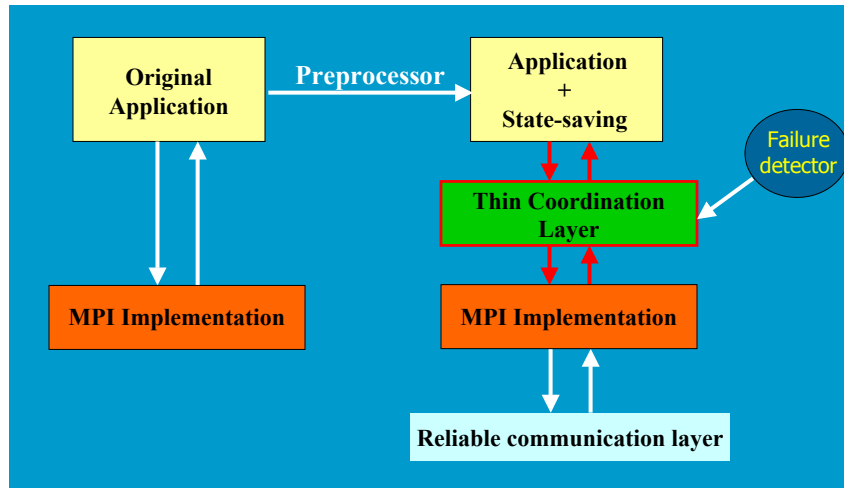 Original
Application
Preprocessor
Application
+
State-saving
Failure
detector
Thin Coordination
Layer
MPI Implementation
MPI Implementation
Reliable communication layer